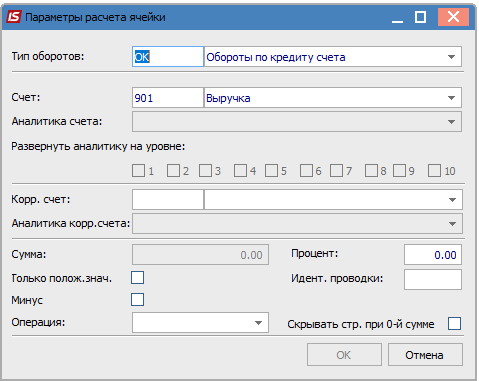 IS Параметры расчета ячейки
Тип оборотов: ОК Обороты по кредиту счета
Счет: 901 Выручка
Аналитика счета:
Развернуть аналитику на уровне:
1 2 3 4 5 6 7 8 9 10
Корр. счет:
Аналитика корр.счета:
Сумма: 0.00 Процент: 0.00
Только полож.знач. Идент. проводки:
Минус
Операция: Скрывать стр. при 0-й сумме
OK Отмена